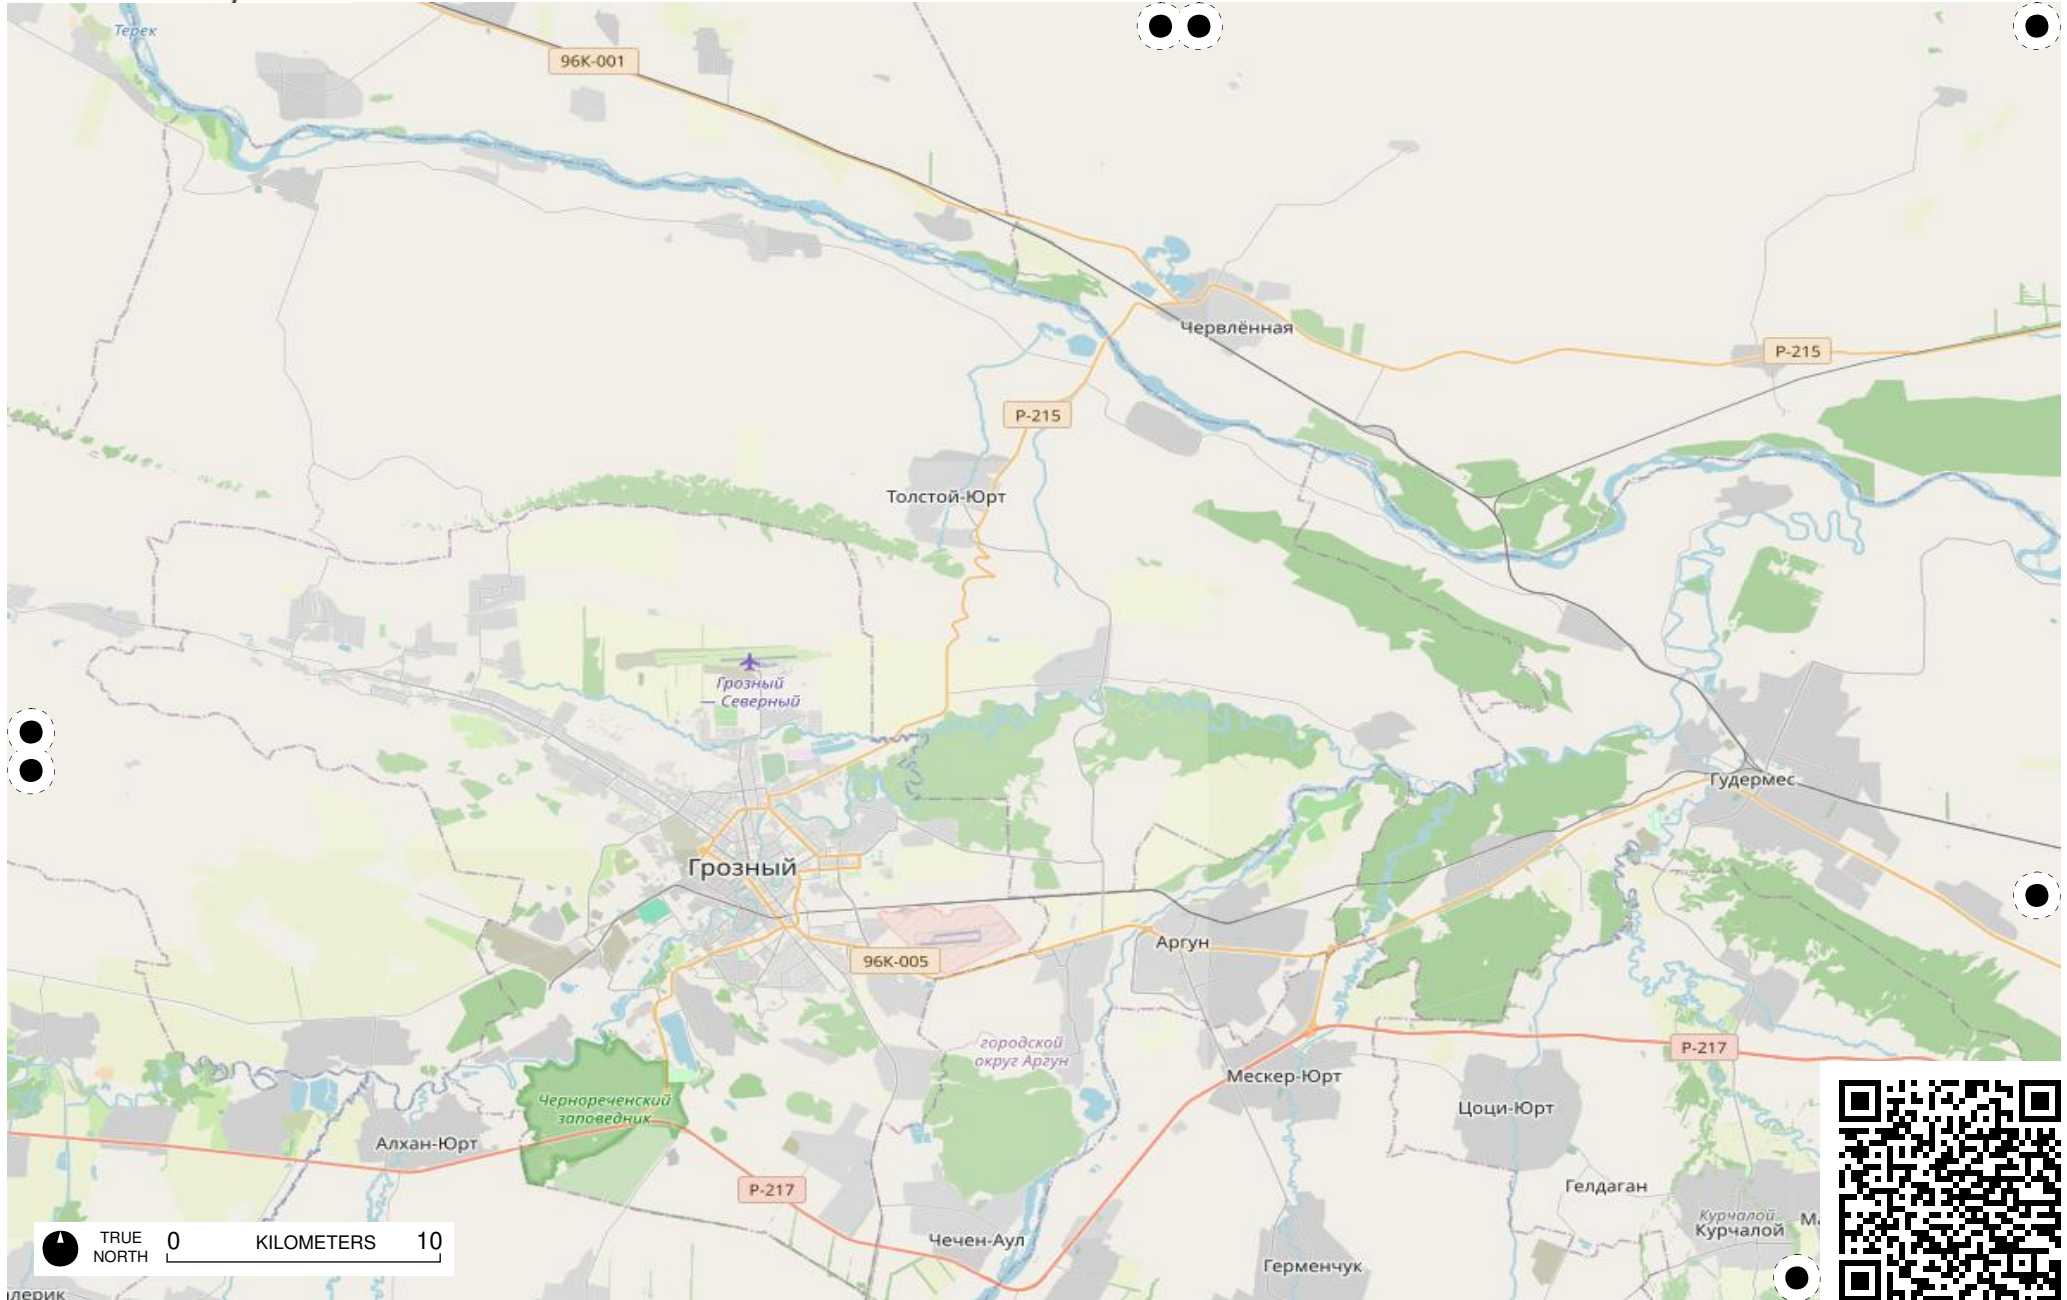 Терек
96К-001
Червлённая
Р-215
Р-215
Толстой-Юрт
Грозный
— Северный
Гудермес
Грозный
Аргун
96К-005
городской
округ Аргун
Р-217
Мескер-Юрт
Чернореченский
заповедник
Цоци-Юрт
Алхан-Юрт
Р-217
Гелдаган
Курчалой
Курчалой
Чечен-Аул
Герменчук
TRUE
NORTH
0 KILOMETERS 10